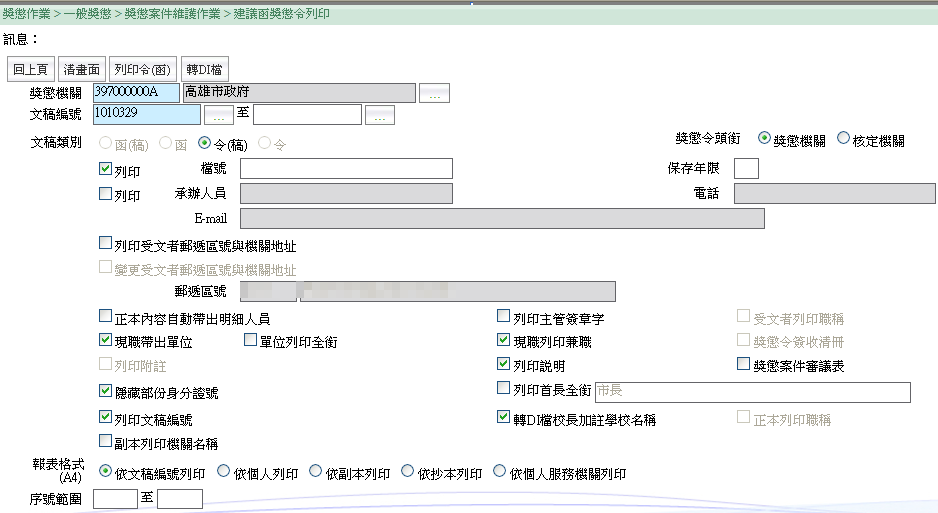 獎懲作業 > 一般獎懲 > 獎懲案件維護作業 > 建議函獎懲令列印
訊息：
回上頁 清畫面 列印令(函) 轉DI檔
獎懲機關 397000000A 高雄市政府 ...
文稿編號 1010329 ... 至 ...
文稿類別 函(稿) 函 令(稿) 令 獎懲令頭銜 獎懲機關 核定機關
列印 檔號 保存年限
列印 承辦人員 電話
E-mail
列印受文者郵遞區號與機關地址
變更受文者郵遞區號與機關地址
郵遞區號
正本內容自動帶出明細人員 列印主管簽章字 受文者列印職稱
現職帶出單位 單位列印全銜 現職列印兼職 獎懲令簽收清冊
列印附註 列印說明 獎懲案件審議表
隱藏部份身分證號 列印首長全銜 市長
列印文稿編號 轉DI檔校長加註學校名稱 正本列印職稱
副本列印機關名稱
報表格式
(A4) 依文稿編號列印 依個人列印 依副本列印 依抄本列印 依個人服務機關列印
序號範圍 至